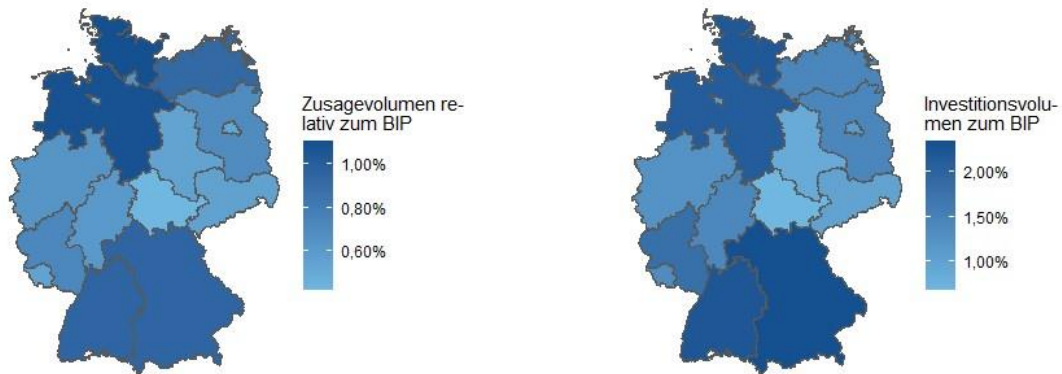 Zusagevolumen re-
lativ zum BIP
1,00%
0,80%
0,60%
Investitionsvolu-
men zum BIP
2,00%
1,50%
1,00%